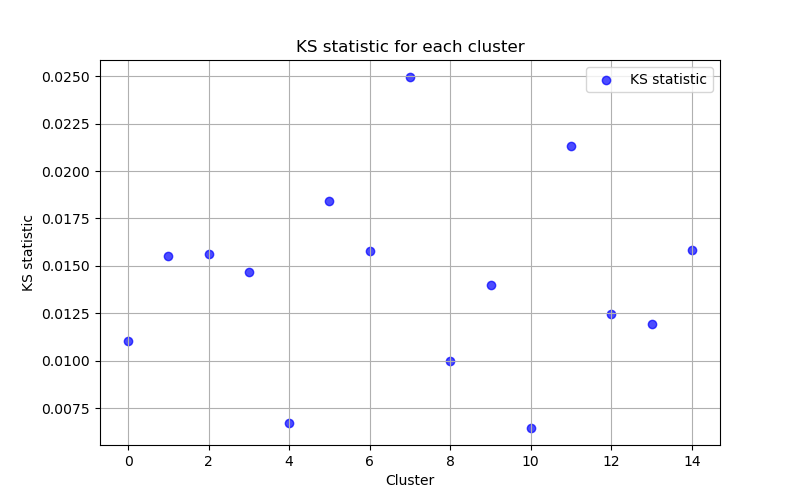 KS statistic for each cluster
KS statistic
0.0250
0.0225
0.0200
0.0175
0.0150
0.0125
0.0100
0.0075
KS statistic
0 2 4 6 8 10 12 14
Cluster